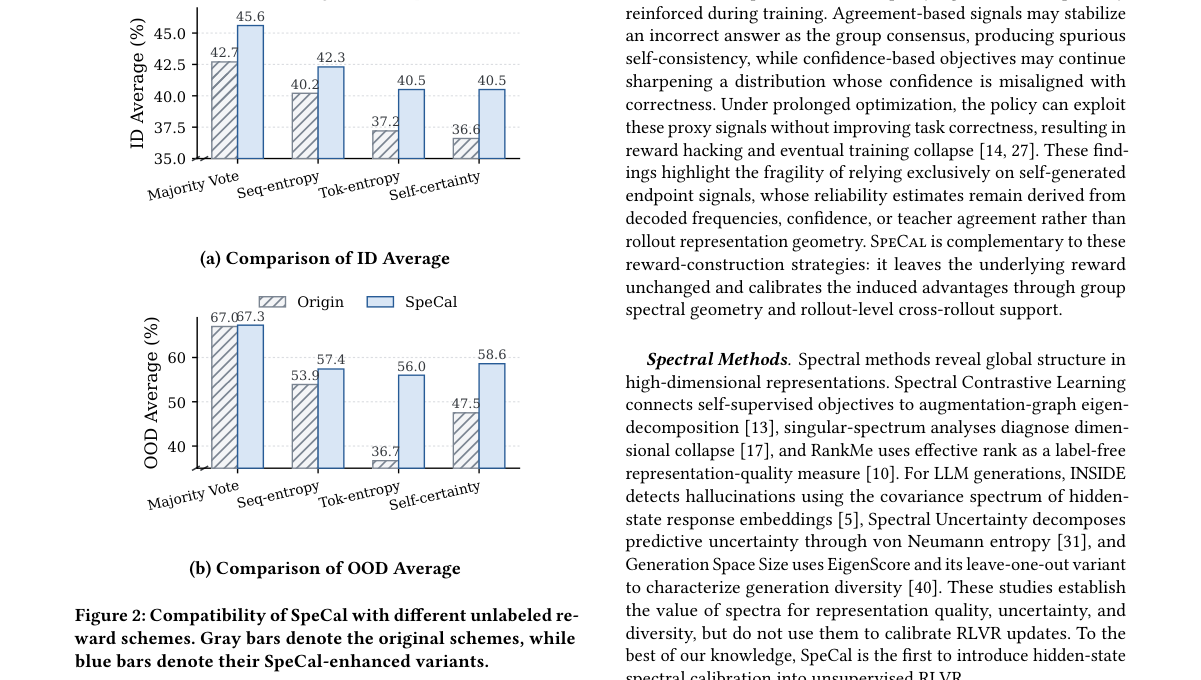 45.6
45.0
42.7
42.5
42.3
40.2
40.5
40.5
40.0
37.5
37.2
36.6
35.0
ID Average (%)
Majority Vote
Seq-entropy
Tok-entropy
Self-certainty
(a) Comparison of ID Average
Origin
SpeCal
67.0
67.3
60
53.9
57.4
56.0
58.6
50
47.5
40
36.7
OOD Average (%)
Majority Vote
Seq-entropy
Tok-entropy
Self-certainty
(b) Comparison of OOD Average
Figure 2: Compatibility of SpeCal with different unlabeled re-
ward schemes. Gray bars denote the original schemes, while
blue bars denote their SpeCal-enhanced variants.
reinforced during training. Agreement-based signals may stabilize
an incorrect answer as the group consensus, producing spurious
self-consistency, while confidence-based objectives may continue
sharpening a distribution whose confidence is misaligned with
correctness. Under prolonged optimization, the policy can exploit
these proxy signals without improving task correctness, resulting in
reward hacking and eventual training collapse [14, 27]. These find-
ings highlight the fragility of relying exclusively on self-generated
endpoint signals, whose reliability estimates remain derived from
decoded frequencies, confidence, or teacher agreement rather than
rollout representation geometry. SpeCal is complementary to these
reward-construction strategies: it leaves the underlying reward
unchanged and calibrates the induced advantages through group
spectral geometry and rollout-level cross-rollout support.
Spectral Methods. Spectral methods reveal global structure in
high-dimensional representations. Spectral Contrastive Learning
connects self-supervised objectives to augmentation-graph eigen-
decomposition [13], singular-spectrum analyses diagnose dimen-
sional collapse [17], and RankMe uses effective rank as a label-free
representation-quality measure [10]. For LLM generations, INSIDE
detects hallucinations using the covariance spectrum of hidden-
state response embeddings [5], Spectral Uncertainty decomposes
predictive uncertainty through von Neumann entropy [31], and
Generation Space Size uses EigenScore and its leave-one-out variant
to characterize generation diversity [40]. These studies establish
the value of spectra for representation quality, uncertainty, and
diversity, but do not use them to calibrate RLVR updates. To the
best of our knowledge, SpeCal is the first to introduce hidden-state
spectral calibration into unsupervised RLVR.